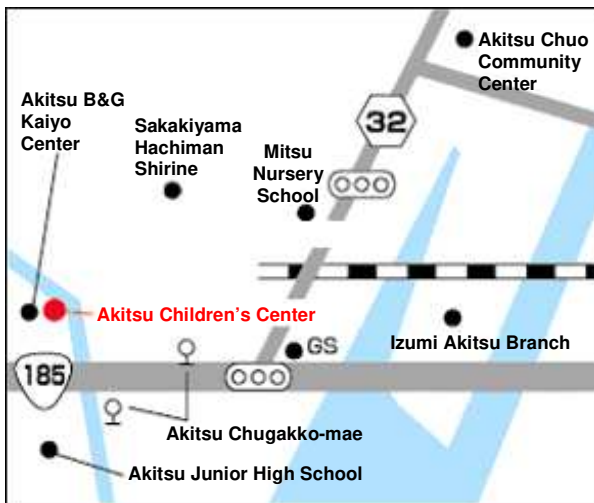 Akitsu Chuo
Community
Center
Akitsu B&G
Kaiyo
Center
Sakakiyama
Hachiman
Shirine
32
Mitsu
Nursery
School
Akitsu Children's Center
Izumi Akitsu Branch
GS
185
Akitsu Chugakko-mae
Akitsu Junior High School